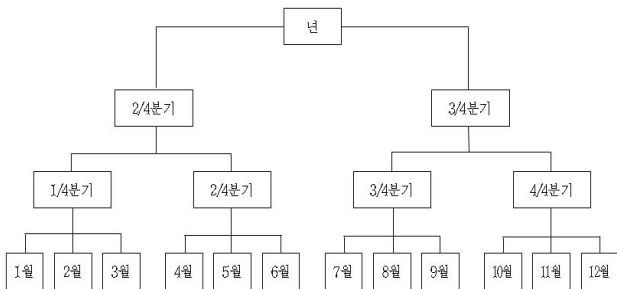 년
2/4분기 3/4분기
1/4분기 2/4분기 3/4분기 4/4분기
1월 2월 3월 4월 5월 6월 7월 8월 9월 10월 11월 12월